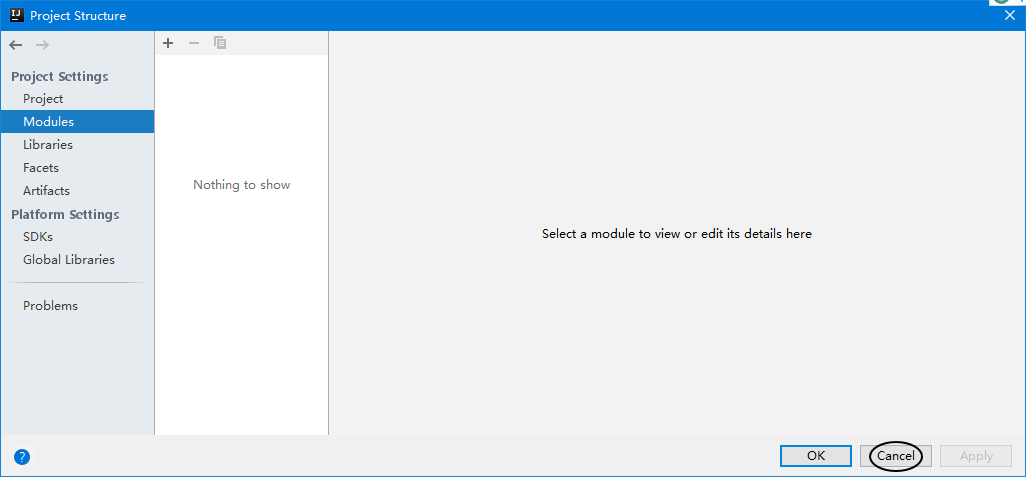 IJ Project Structure
Project Settings
Project
Modules
Libraries
Facets
Artifacts
Platform Settings
SDKs
Global Libraries
Problems
Nothing to show
Select a module to view or edit its details here
? OK Cancel Apply